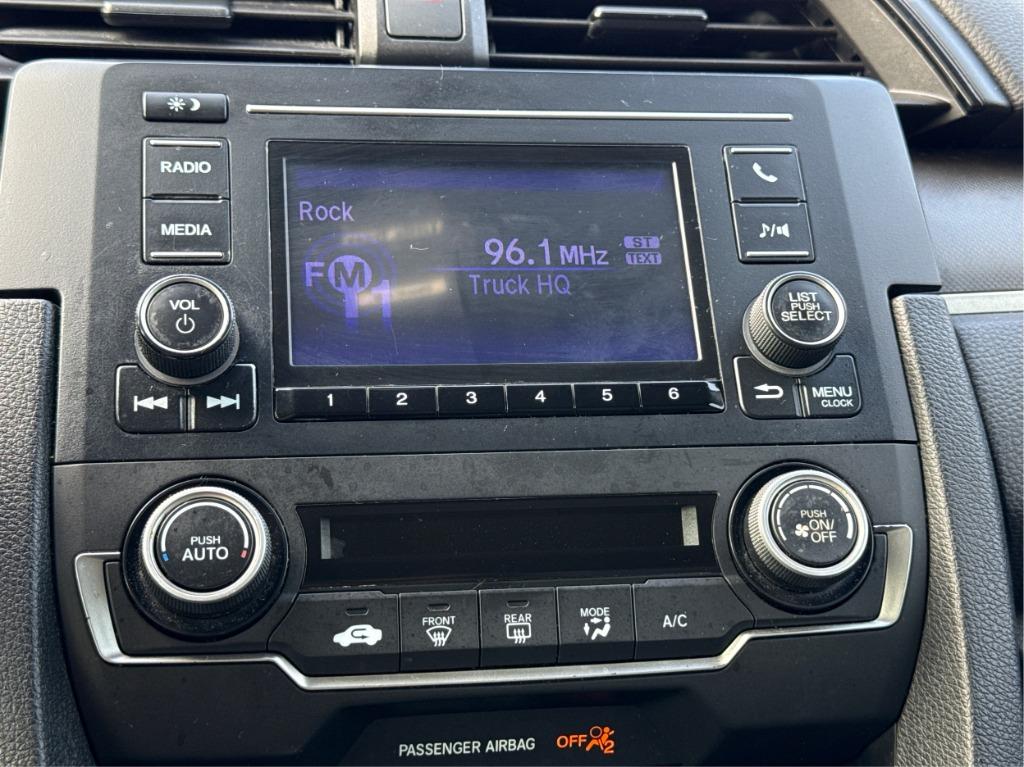 RADIO
MEDIA
VOL
Rock
FM1
96.1 MHz
ST
TEXT
Truck HQ
LIST
PUSH
SELECT
1 2 3 4 5 6
MENU
CLOCK
PUSH
AUTO
PUSH
ON/
OFF
FRONT
REAR
MODE
A/C
PASSENGER AIRBAG OFF 2